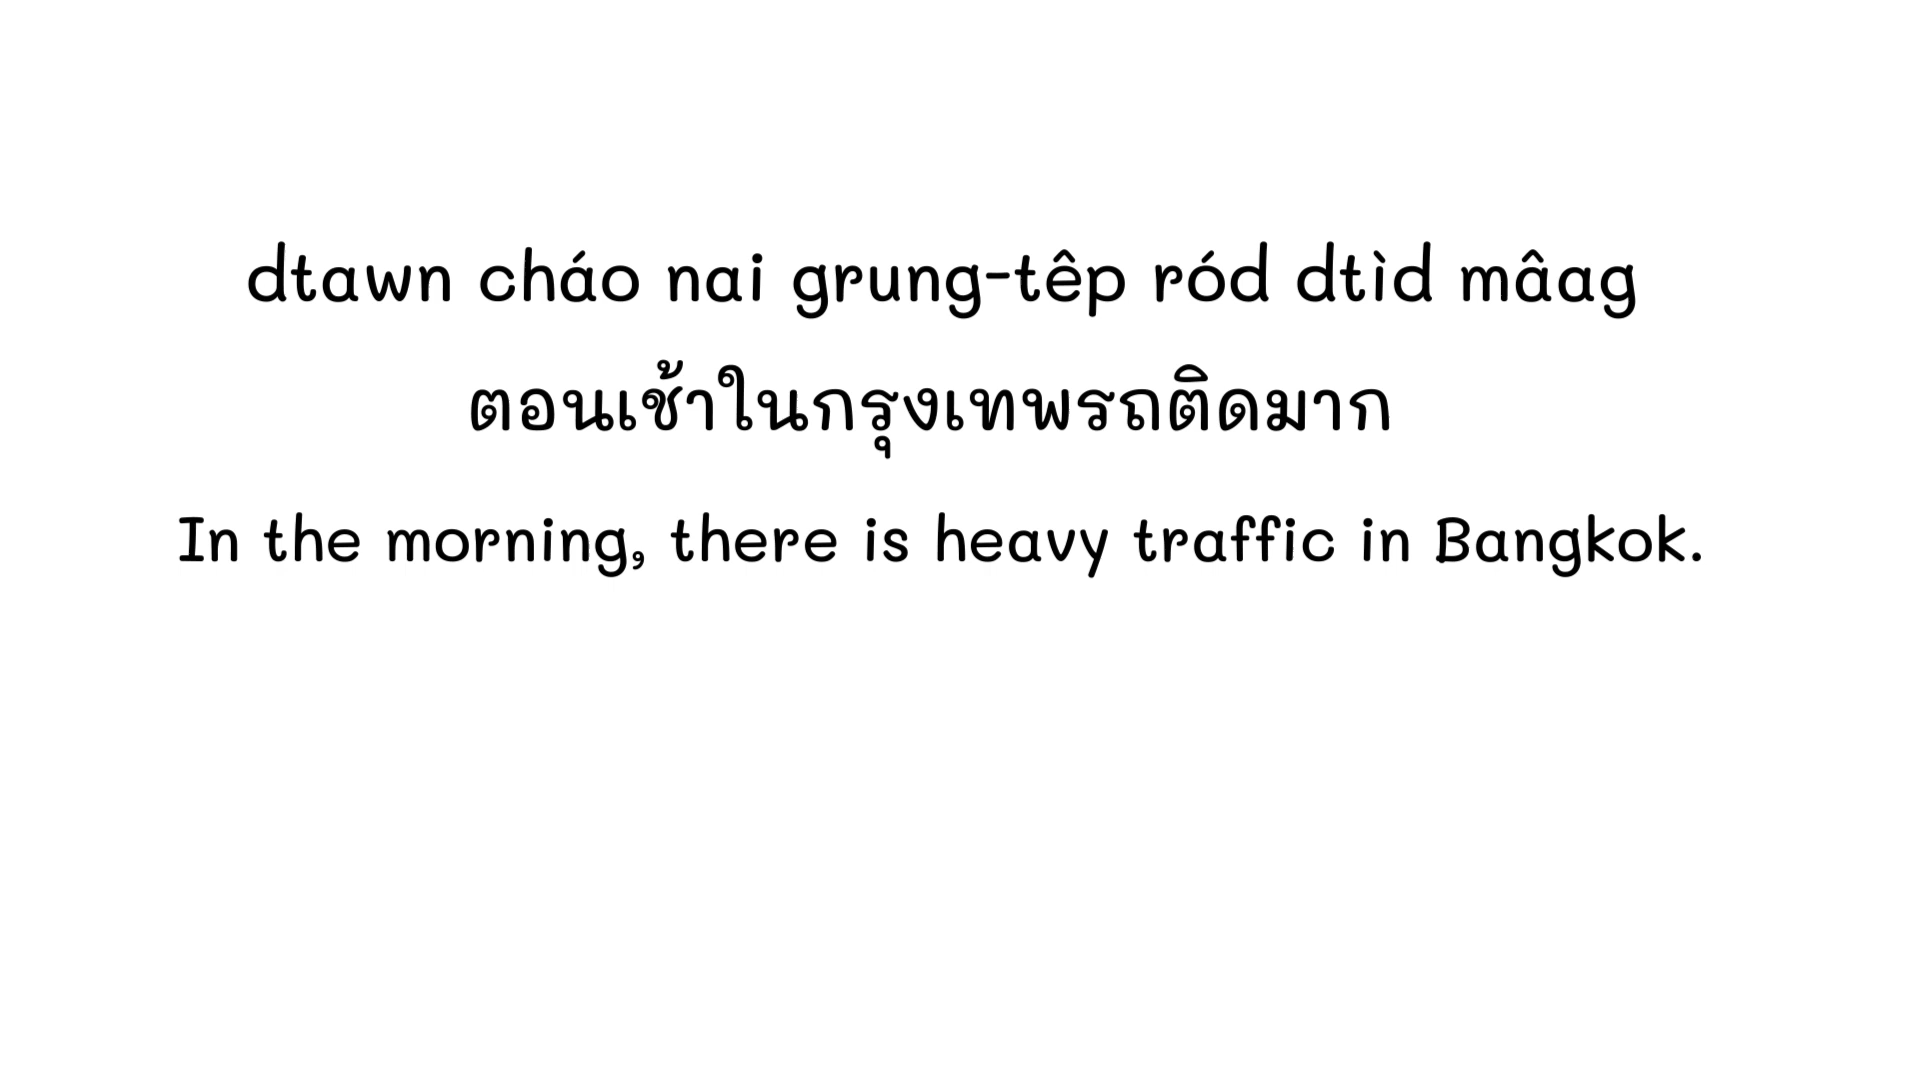 dtawn cháo nai grung-têp ród dtìd mâag
ตอนเช้าในกรุงเทพรถติดมาก
In the morning, there is heavy traffic in Bangkok.